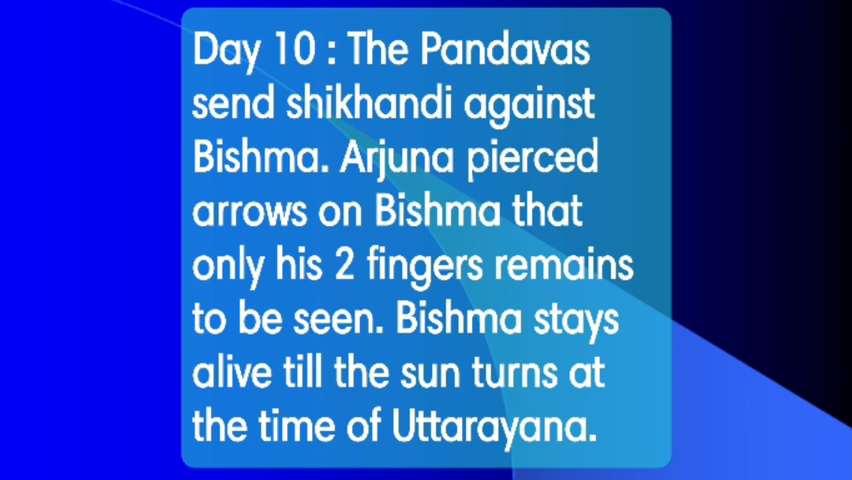 Day 10 : The Pandavas
send shikhandi against
Bishma. Arjuna pierced
arrows on Bishma that
only his 2 fingers remains
to be seen. Bishma stays
alive till the sun turns at
the time of Uttarayana.